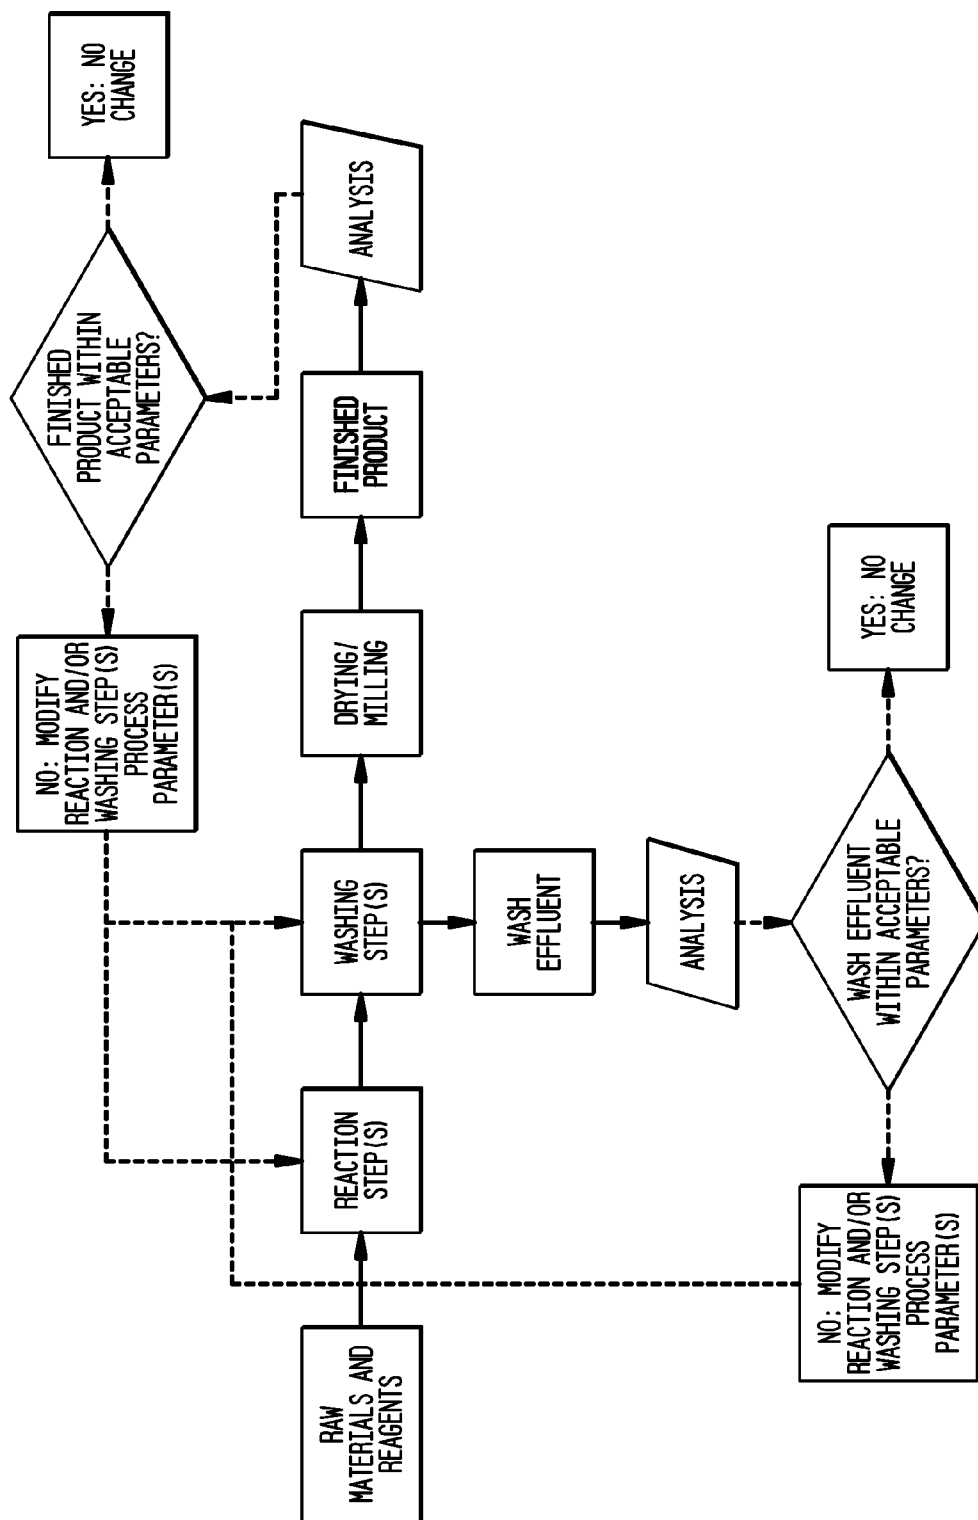 RAW
MATERIALS AND
REAGENTS
REACTION
STEP(S)
WASHING
STEP(S)
DRYING/
MILLING
FINISHED
PRODUCT
ANALYSIS
FINISHED
PRODUCT WITHIN
ACCEPTABLE
PARAMETERS?
YES: NO
CHANGE
NO: MODIFY
REACTION AND/OR
WASHING STEP(S)
PROCESS
PARAMETER(S)
WASH
EFFLUENT
ANALYSIS
WASH EFFLUENT
WITHIN ACCEPTABLE
PARAMETERS?
YES: NO
CHANGE
NO: MODIFY
REACTION AND/OR
WASHING STEP(S)
PROCESS
PARAMETER(S)